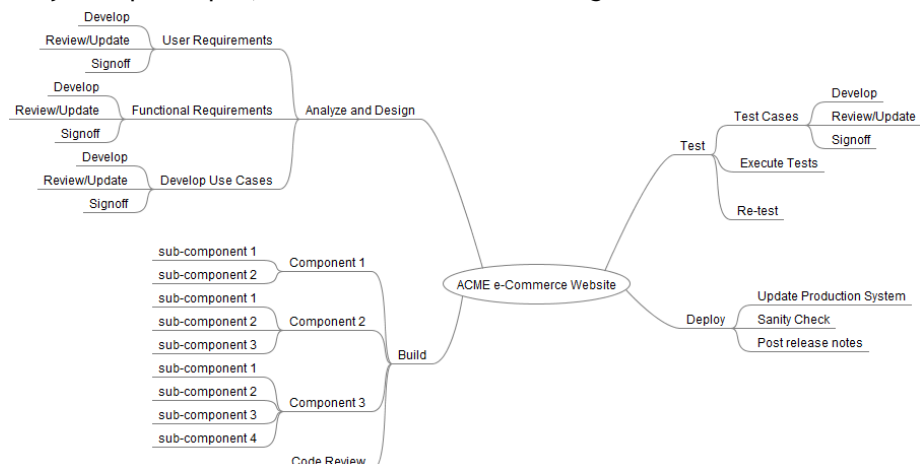 Develop
Review/Update
Signoff
User Requirements
Develop
Review/Update
Signoff
Functional Requirements
Develop
Review/Update
Signoff
Develop Use Cases
Analyze and Design
sub-component 1
sub-component 2
Component 1
sub-component 1
sub-component 2
sub-component 3
Component 2
sub-component 1
sub-component 2
sub-component 3
sub-component 4
Component 3
Code Review
Build
ACME e-Commerce Website
Test
Test Cases
Develop
Review/Update
Signoff
Execute Tests
Re-test
Deploy
Update Production System
Sanity Check
Post release notes